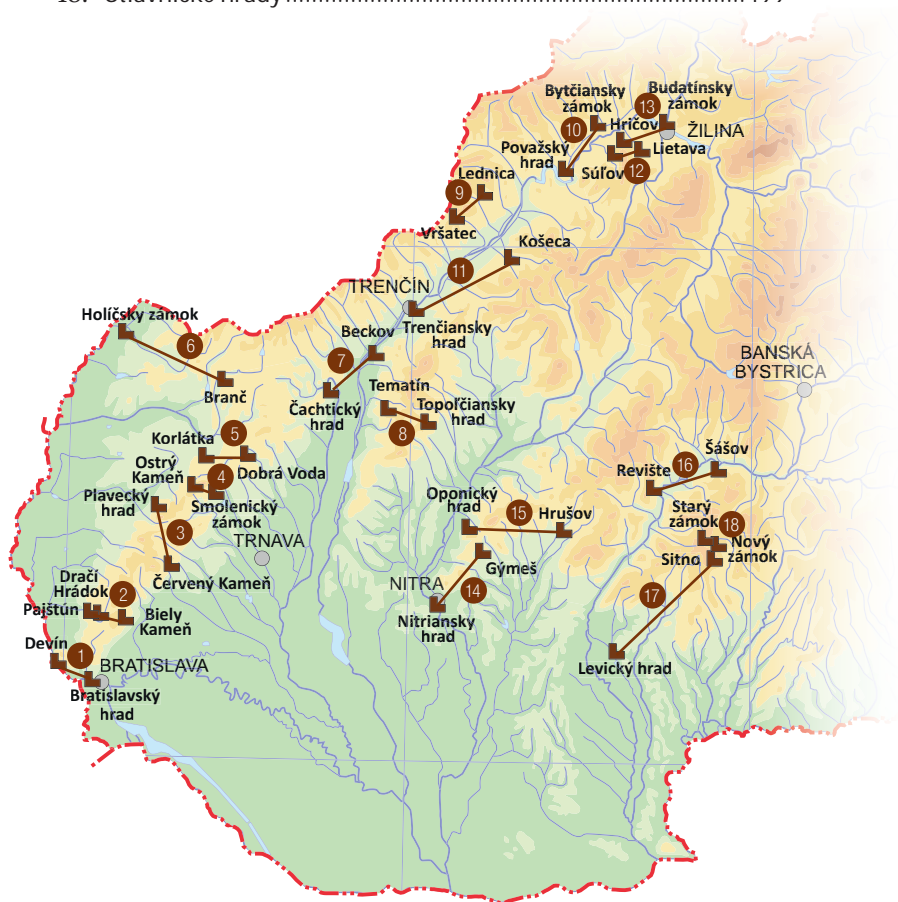 Bytčiansky
zámok
Budatínsky
zámok
13
10
Hričov
ŽILINA
Považský
hrad
Lietava
Súľov
12
Lednica
9
Vršatec
Košeca
11
TRENČÍN
Trenčiansky
hrad
Holíčsky zámok
6
Branč
Beckov
7
Čachtický
hrad
Tematín
Topoľčiansky
hrad
8
BANSKÁ
BYSTRICA
Korlátka
5
Dobrá Voda
Ostrý
Kameň
4
Smolenický
zámok
Plavecký
hrad
3
Červený Kameň
TRNAVA
Oponický
hrad
15
Hrušov
Gýmeš
NITRA
14
Nitriansky
hrad
Revište
16
Šášov
Starý
zámok
18
Nový
zámok
Sitno
17
Levický hrad
Dračí
Hrádok
2
Pajštún
Biely
Kameň
Devín
1
BRATISLAVA
Bratislavský
hrad